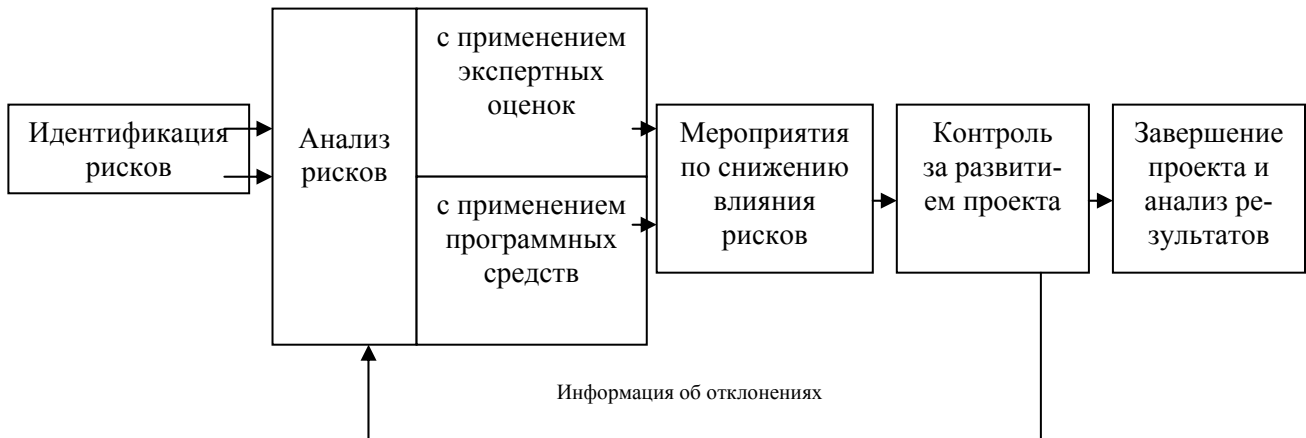 Идентификация
рисков
Анализ
рисков
с применением
экспертных
оценок
с применением
программных
средств
Мероприятия
по снижению
влияния
рисков
Контроль
за развити-
ем проекта
Завершение
проекта и
анализ ре-
зультатов
Информация об отклонениях